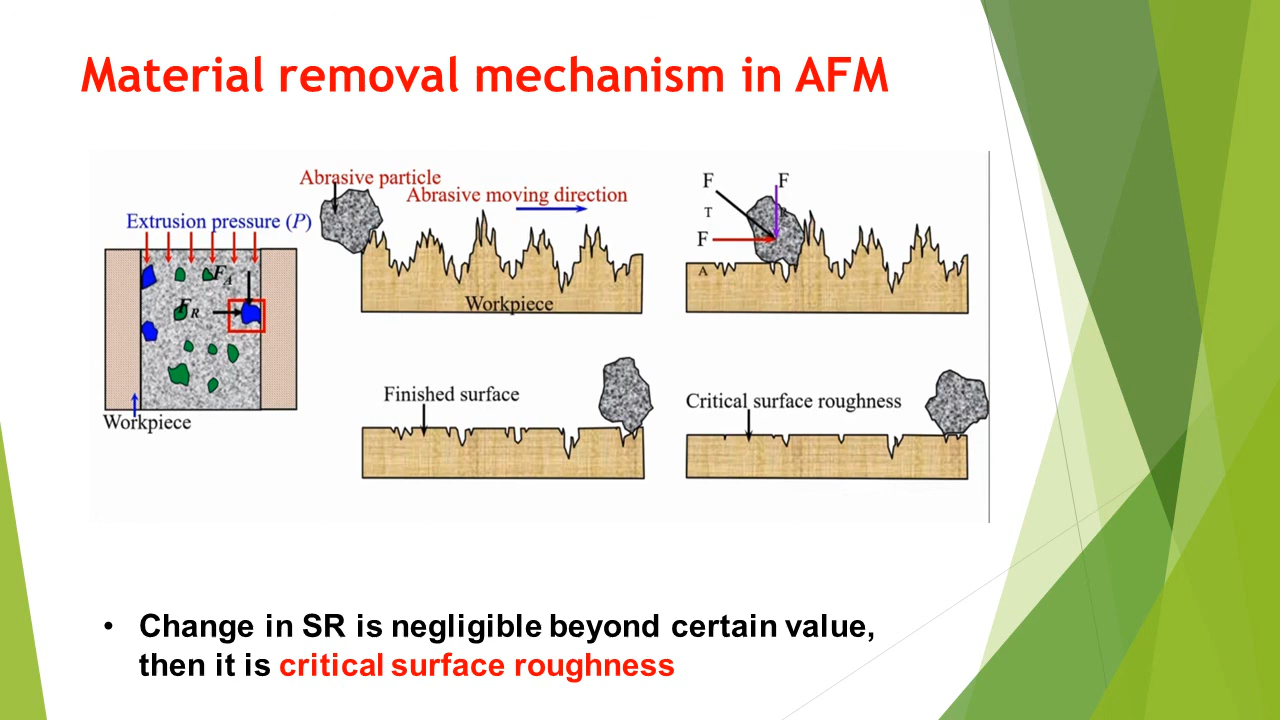 Material removal mechanism in AFM
Abrasive particle
Abrasive moving direction
Extrusion pressure (P)
F A
F R
Workpiece
Workpiece
F
F
T
F
A
Finished surface
Critical surface roughness
• Change in SR is negligible beyond certain value,
then it is critical surface roughness